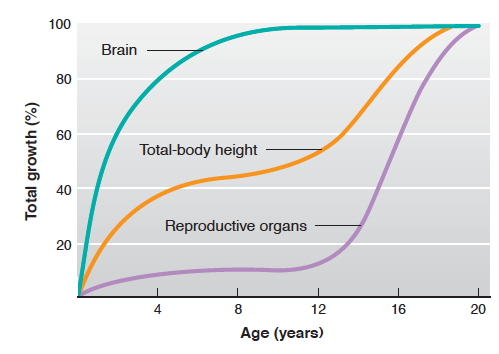 100
Brain
80
60
Total-body height
40
Reproductive organs
20
Total growth (%)
4 8 12 16 20
Age (years)